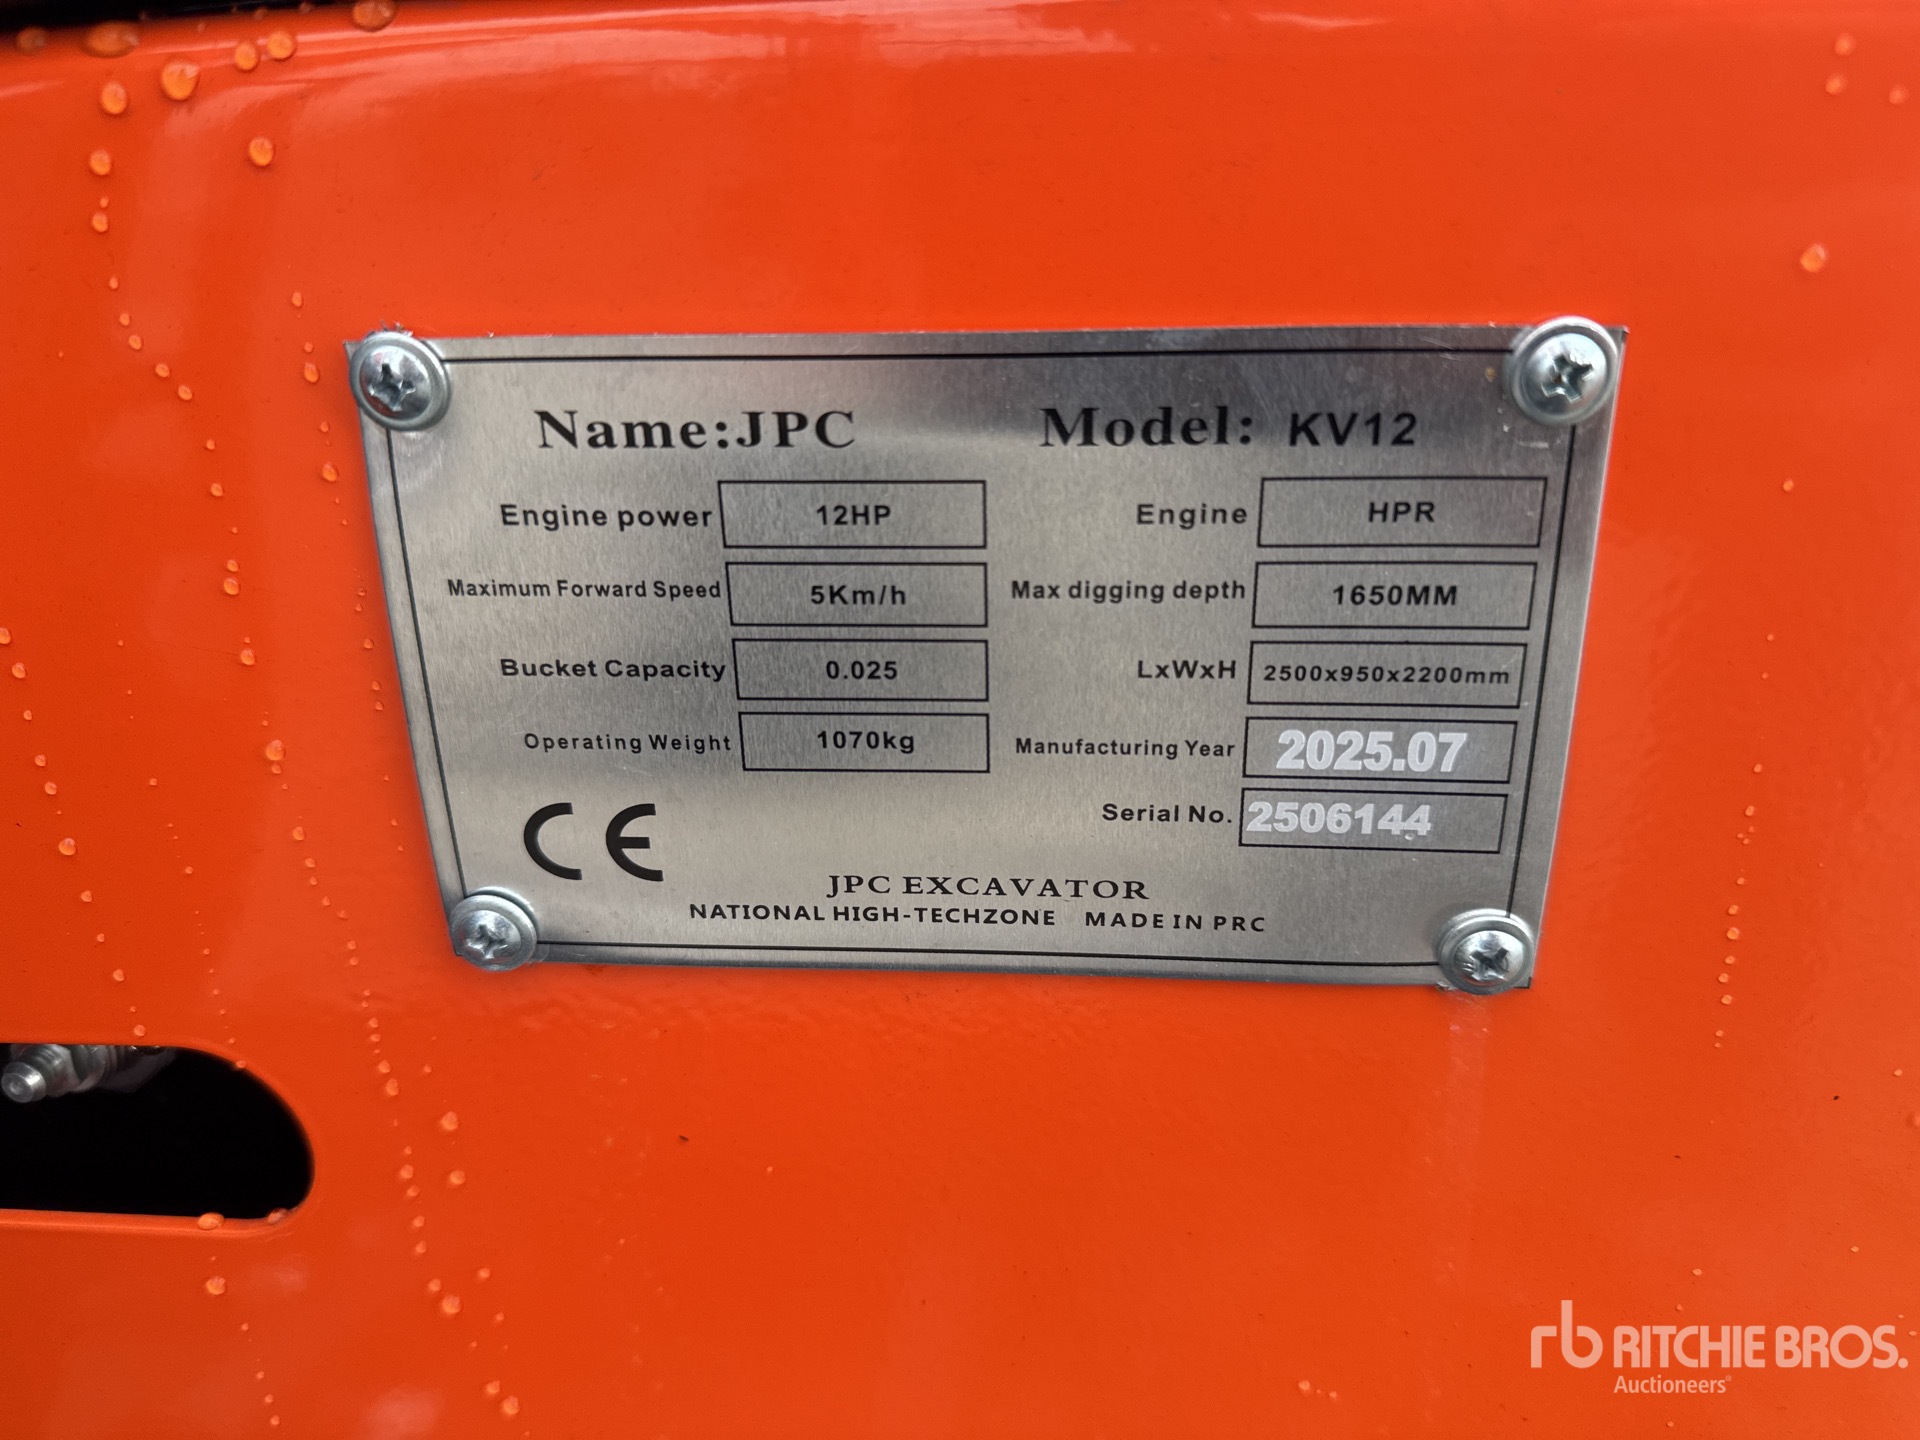 Name:JPC Model: KV12
Engine power 12HP Engine HPR
Maximum Forward Speed 5Km/h Max digging depth 1650MM
Bucket Capacity 0.025 LxWxH 2500x950x2200mm
Operating Weight 1070kg Manufacturing Year 2025.07
Serial No. 2506144
CE
JPC EXCAVATOR
NATIONAL HIGH-TECHZONE MADE IN PRC
rb RITCHIE BROS.
Auctioneers®